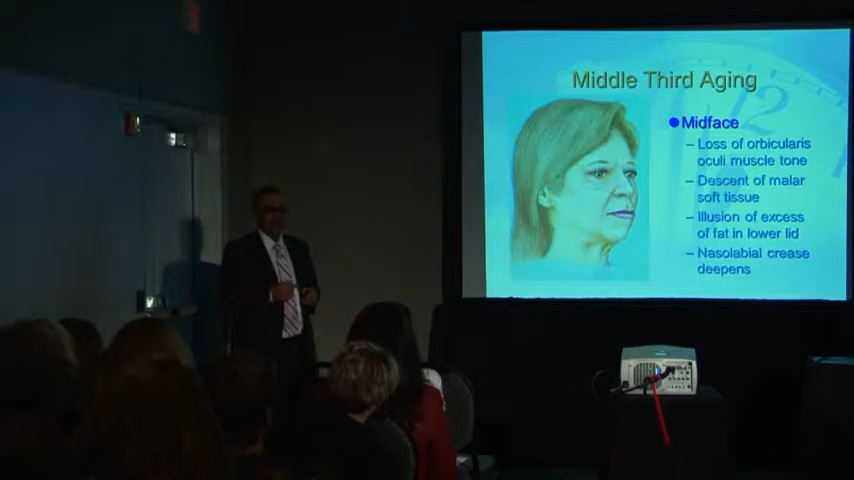 Middle Third Aging
12
● Midface
– Loss of orbicularis
oculi muscle tone
– Descent of malar
soft tissue
– Illusion of excess
of fat in lower lid
– Nasolabial crease
deepens